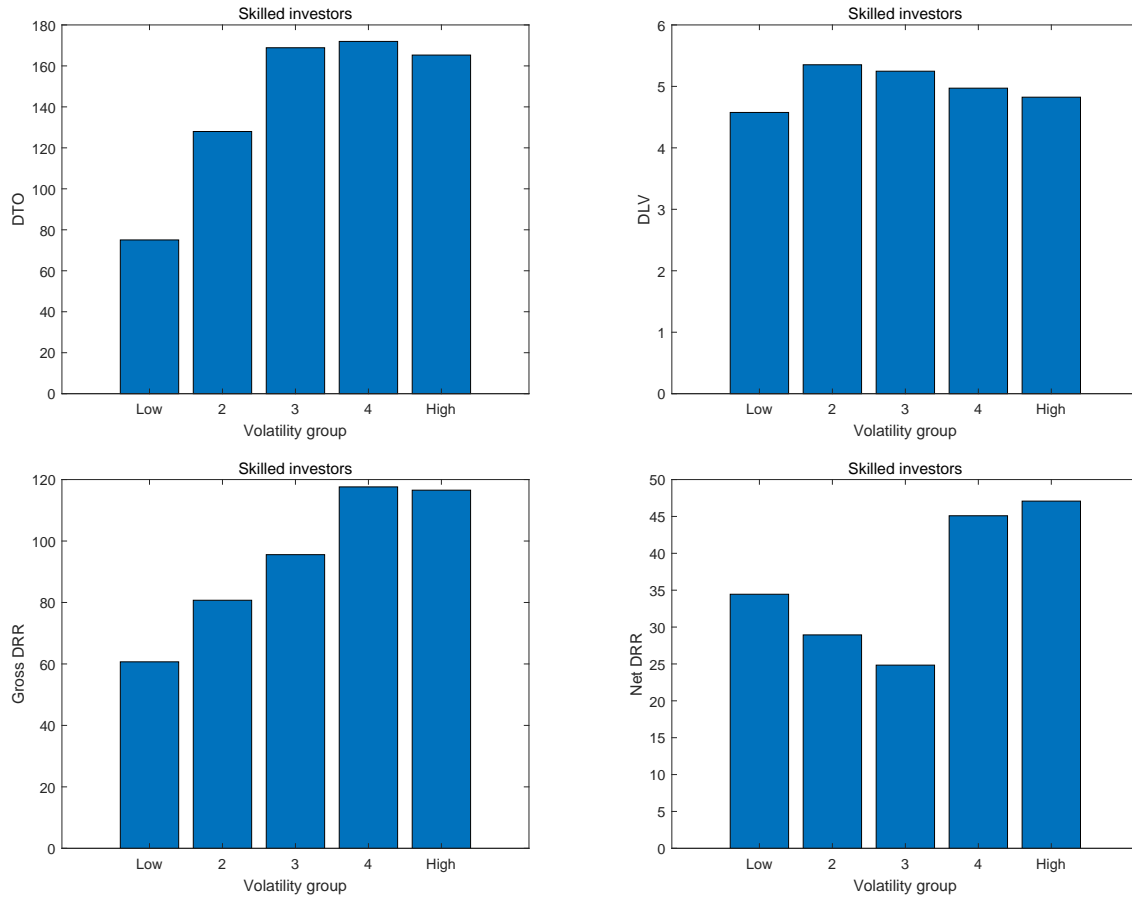 Skilled investors
180
160
140
120
100
80
60
40
20
0
DTO
Low 2 3 4 High
Volatility group
Skilled investors
6
5
4
3
2
1
0
DLV
Low 2 3 4 High
Volatility group
Skilled investors
120
100
80
60
40
20
0
Gross DRR
Low 2 3 4 High
Volatility group
Skilled investors
50
45
40
35
30
25
20
15
10
5
0
Net DRR
Low 2 3 4 High
Volatility group